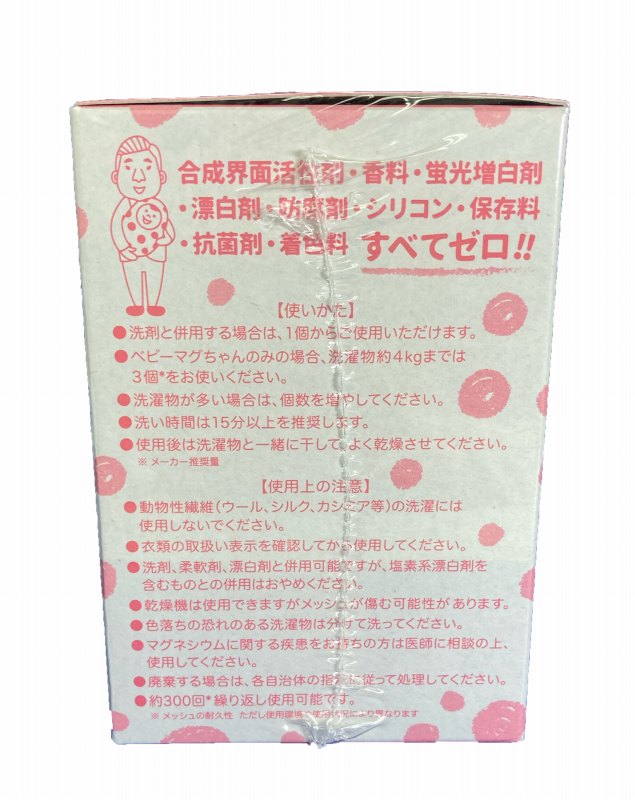 合成界面活性剤・香料・蛍光増白剤
・漂白剤・防腐剤・シリコン・保存料
・抗菌剤・着色料 すべてゼロ!!
【使いかた】
●洗剤と併用する場合は、1個からご使用いただけます。
●ベビーマグちゃんのみの場合、洗濯物約4kgまでは
3個*をお使いください。
●洗濯物が多い場合は、個数を増やしてください。
●洗い時間は15分以上を推奨します。
●使用後は洗濯物と一緒に干して、よく乾燥させてください。
※ メーカー推奨量
【使用上の注意】
●動物性繊維(ウール、シルク、カシミア等)の洗濯には
使用しないでください。
●衣類の取扱い表示を確認してから使用してください。
●洗剤、柔軟剤、漂白剤と併用可能ですが、塩素系漂白剤を
含むものとの併用はおやめください。
●乾燥機は使用できますがメッシュが傷む可能性があります。
●色落ちの恐れのある洗濯物は分けて洗ってください。
●マグネシウムに関する疾患をお持ちの方は医師に相談の上、
使用してください。
●廃棄する場合は、各自治体の指示に従って処理してください。
●約300回*繰り返し使用可能です。
※ メッシュの耐久性 ただし使用環境や使用状況により異なります